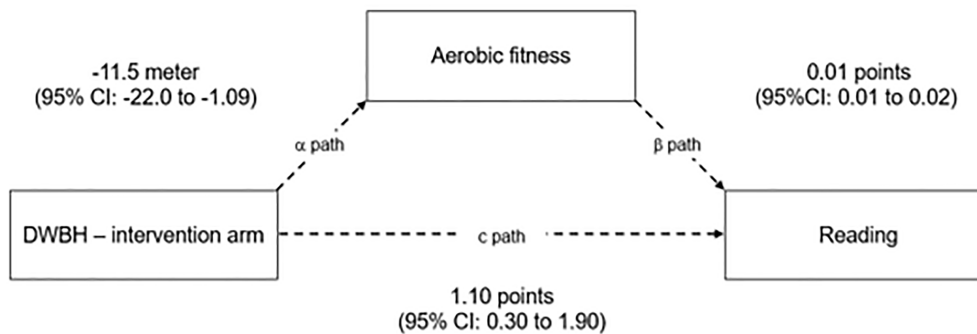 Aerobic fitness
-11.5 meter
(95% CI: -22.0 to -1.09)
0.01 points
(95%CI: 0.01 to 0.02)
α path
β path
DWBH – intervention arm
c path
Reading
1.10 points
(95% CI: 0.30 to 1.90)